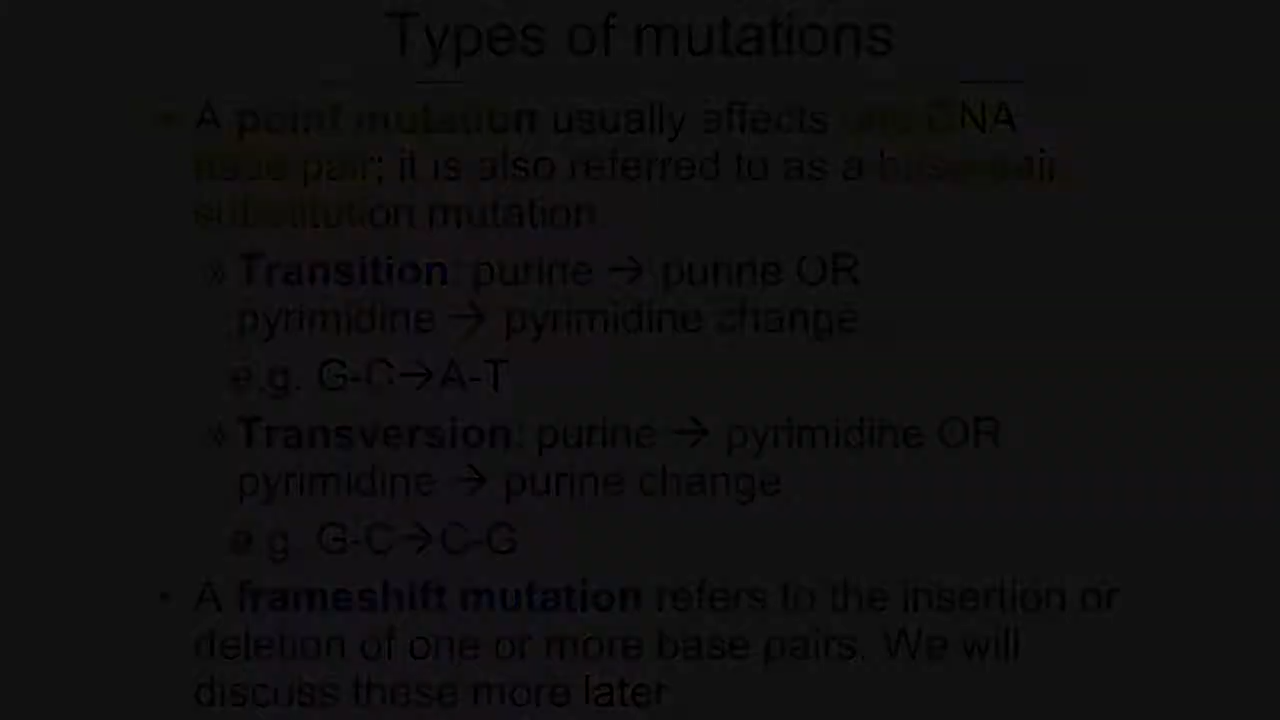 Types of mutations
• A point mutation usually affects one DNA
base pair; it is also referred to as a base-pair
substitution mutation.
» Transition: purine → purine OR
pyrimidine → pyrimidine change
e.g. G-C→A-T
» Transversion: purine → pyrimidine OR
pyrimidine → purine change
e.g. G-C→C-G
• A frameshift mutation refers to the insertion or
deletion of one or more base pairs. We will
discuss these more later